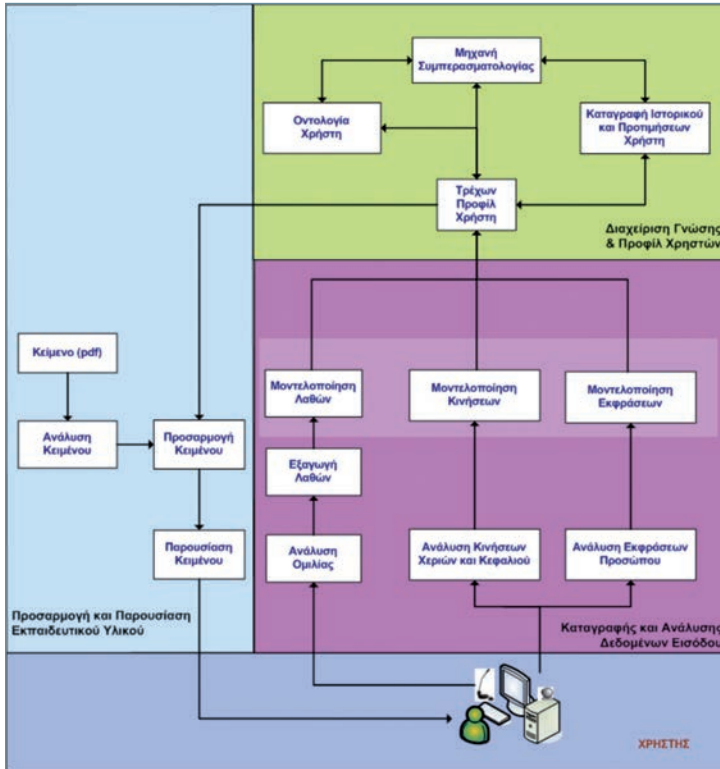 Μηχανή
Συμπερασματολογίας
Οντολογία
Χρήστη
Καταγραφή Ιστορικού
και Προτιμήσεων
Χρήστη
Τρέχων
Προφίλ
Χρήστη
Διαχείριση Γνώσης
& Προφίλ Χρηστών
Κείμενο (pdf)
Μοντελοποίηση
Λαθών
Μοντελοποίηση
Κινήσεων
Μοντελοποίηση
Εκφράσεων
Ανάλυση
Κειμένου
Προσαρμογή
Κειμένου
Εξαγωγή
Λαθών
Παρουσίαση
Κειμένου
Ανάλυση
Ομιλίας
Ανάλυση Κινήσεων
Χεριών και Κεφαλιού
Ανάλυση Εκφράσεων
Προσώπου
Προσαρμογή και Παρουσίαση
Εκπαιδευτικού Υλικού
Καταγραφής και Ανάλυσης
Δεδομένων Εισόδου
ΧΡΗΣΤΗΣ